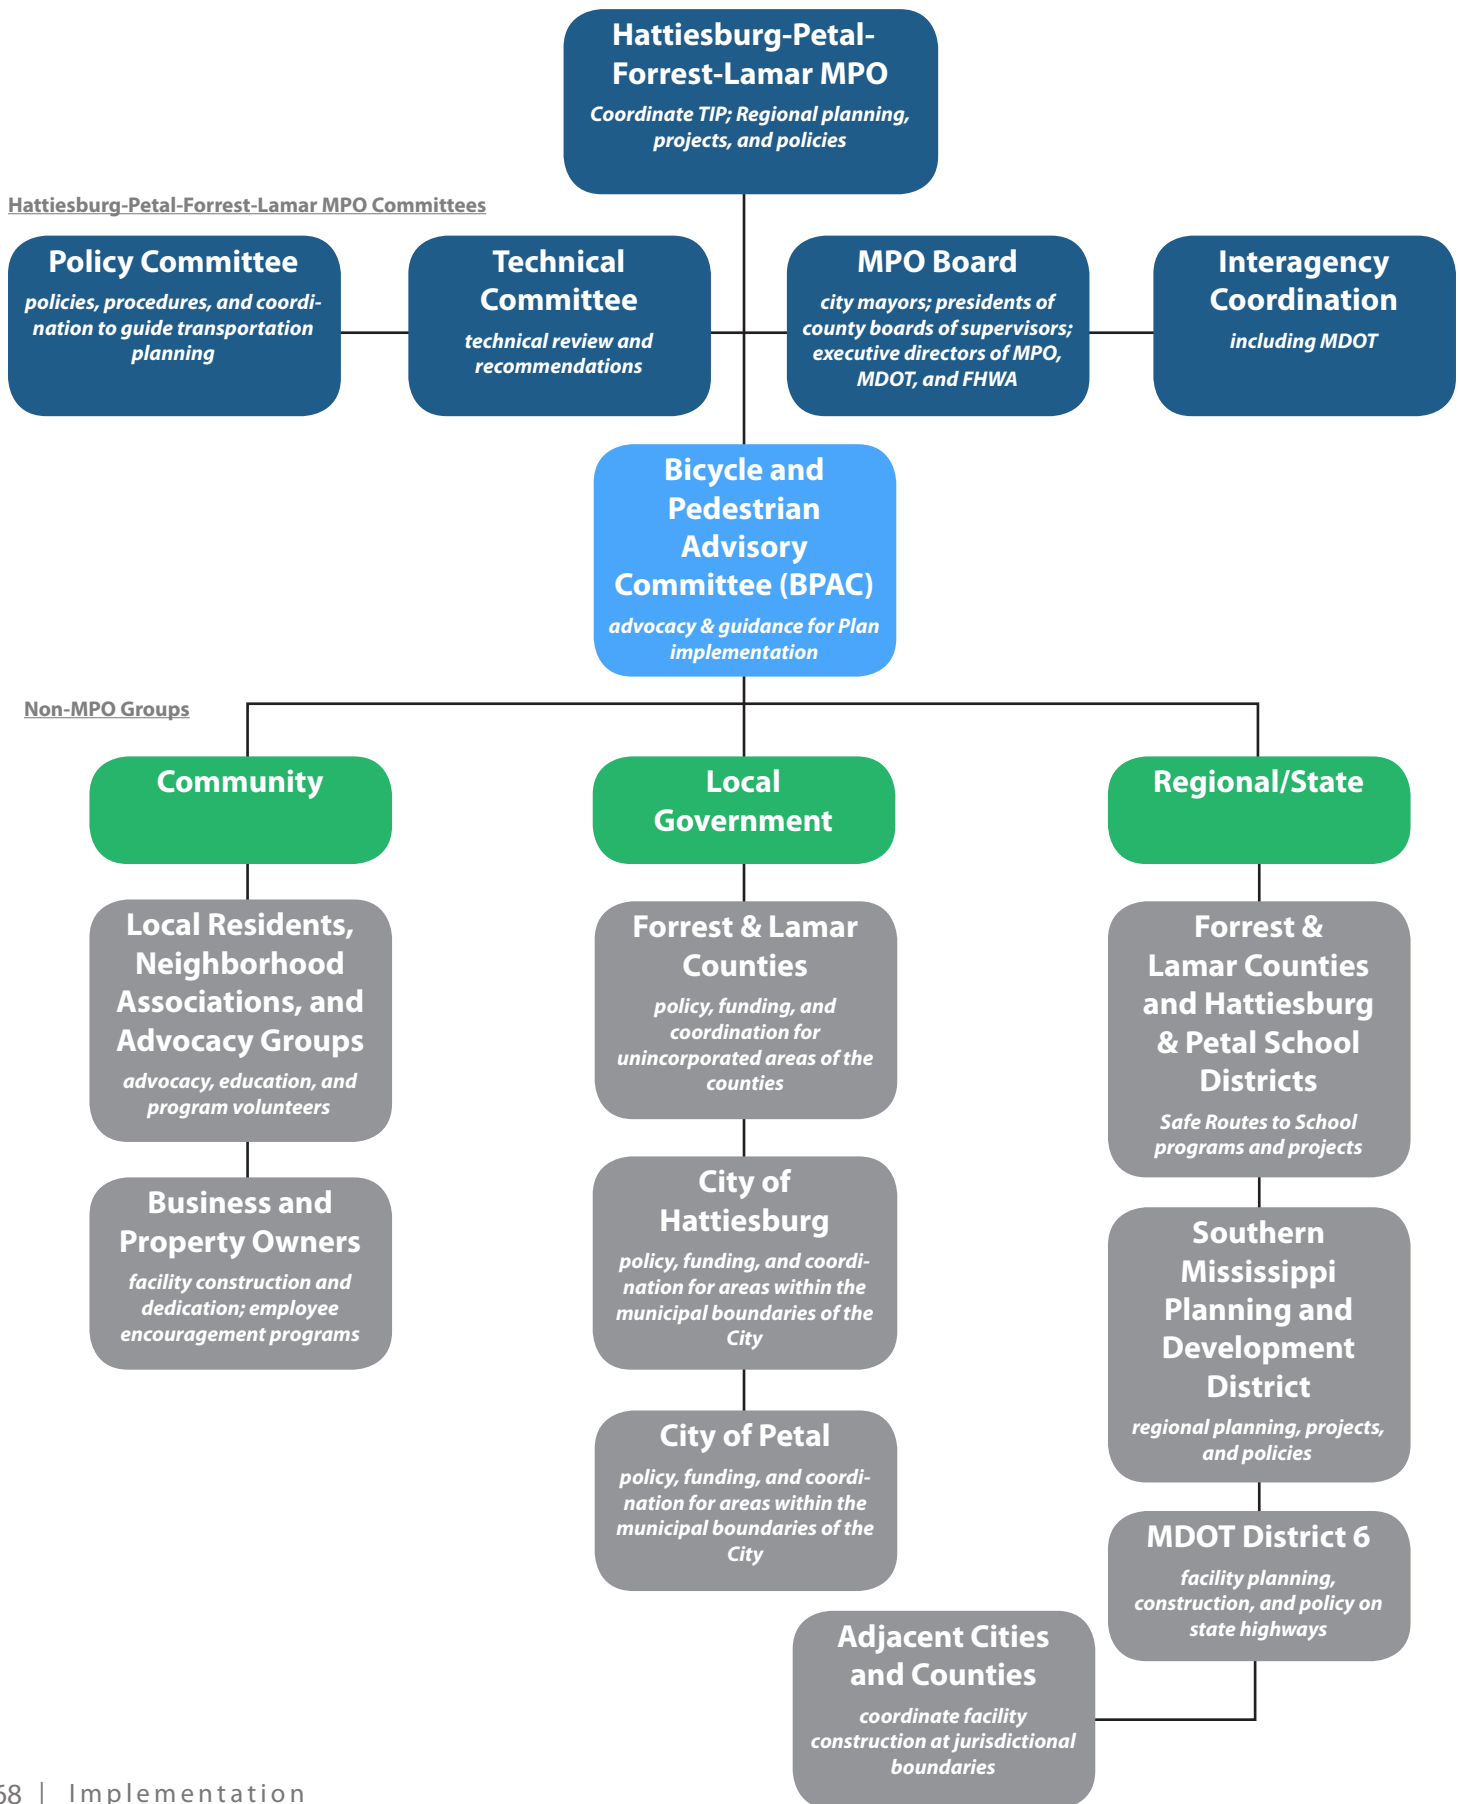 Hattiesburg-Petal-
Forrest-Lamar MPO
Coordinate TIP; Regional planning,
projects, and policies
Hattiesburg-Petal-Forrest-Lamar MPO Committees
Policy Committee
policies, procedures, and coordi-
nation to guide transportation
planning
Technical
Committee
technical review and
recommendations
MPO Board
city mayors; presidents of
county boards of supervisors;
executive directors of MPO,
MDOT, and FHWA
Interagency
Coordination
including MDOT
Bicycle and
Pedestrian
Advisory
Committee (BPAC)
advocacy & guidance for Plan
implementation
Non-MPO Groups
Community
Local Residents,
Neighborhood
Associations, and
Advocacy Groups
advocacy, education, and
program volunteers
Business and
Property Owners
facility construction and
dedication; employee
encouragement programs
Local
Government
Forrest & Lamar
Counties
policy, funding, and
coordination for
unincorporated areas of the
counties
City of
Hattiesburg
policy, funding, and coordi-
nation for areas within the
municipal boundaries of the
City
City of Petal
policy, funding, and coordi-
nation for areas within the
municipal boundaries of the
City
Regional/State
Forrest &
Lamar Counties
and Hattiesburg
& Petal School
Districts
Safe Routes to School
programs and projects
Southern
Mississippi
Planning and
Development
District
regional planning, projects,
and policies
MDOT District 6
facility planning,
construction, and policy on
state highways
Adjacent Cities
and Counties
coordinate facility
construction at jurisdictional
boundaries
68 | Implementation